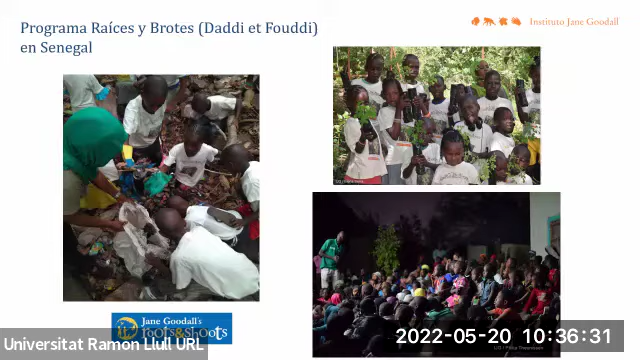 Programa Raíces y Brotes (Daddi et Fouddi)
en Senegal
Instituto Jane Goodall
Jane Goodall's
roots&shoots
Universitat Ramon Llull URL
2022-05-20 10:36:31